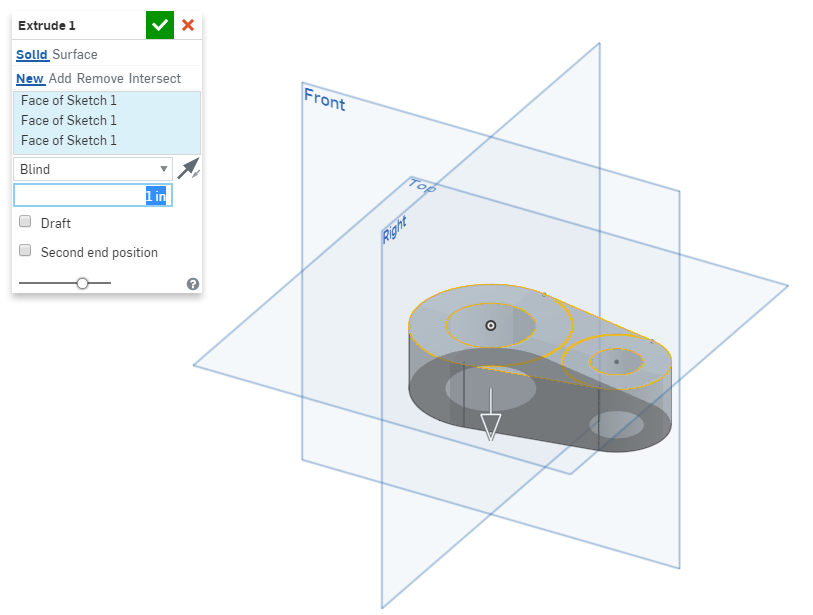 Extrude 1
Solid Surface
New Add Remove Intersect
Face of Sketch 1
Face of Sketch 1
Face of Sketch 1
Blind
1 in
Draft
Second end position
?
Front
Top
Right